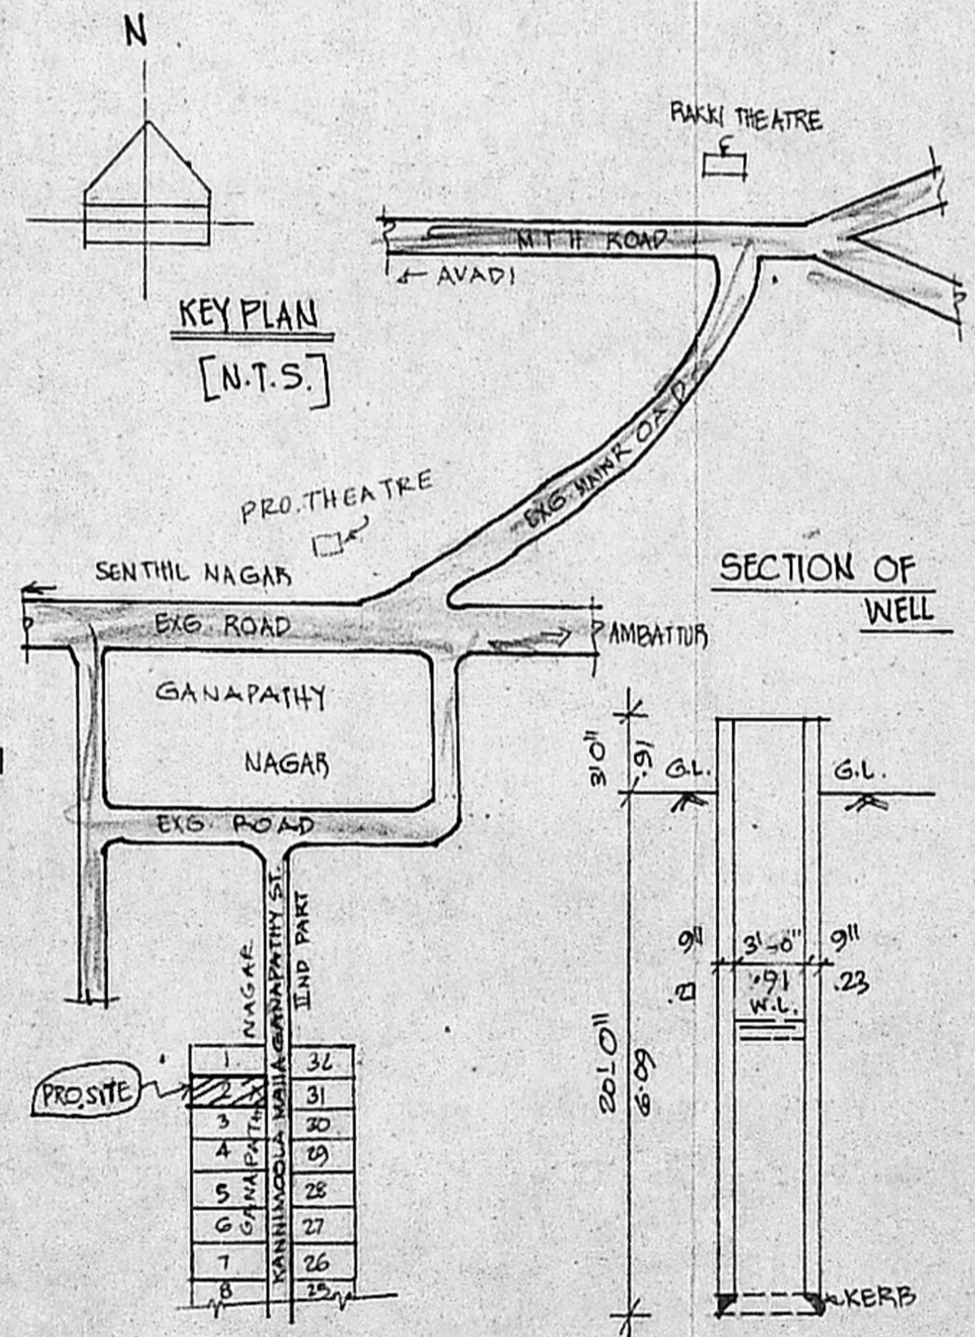 N
RAKKI THEATRE
M T H ROAD
← AVADI
KEY PLAN
[N.T.S.]
EXG. MAIN ROAD
PRO. THEATRE
SENTHIL NAGAR
EXG ROAD
AMBATTUR
GANAPATHY
NAGAR
EXG. ROAD
KANNIMOOLA MAHAGANAPATHY ST.
GANAPATHY NAGAR
IIND PART
PRO.SITE
1 32
2 31
3 30
4 29
5 28
6 27
7 26
8 25
SECTION OF
WELL
3'0"
.91
G.L. G.L.
9" 3'-0" 9"
.91 .23
W.L.
20'-0"
6.09
KERB